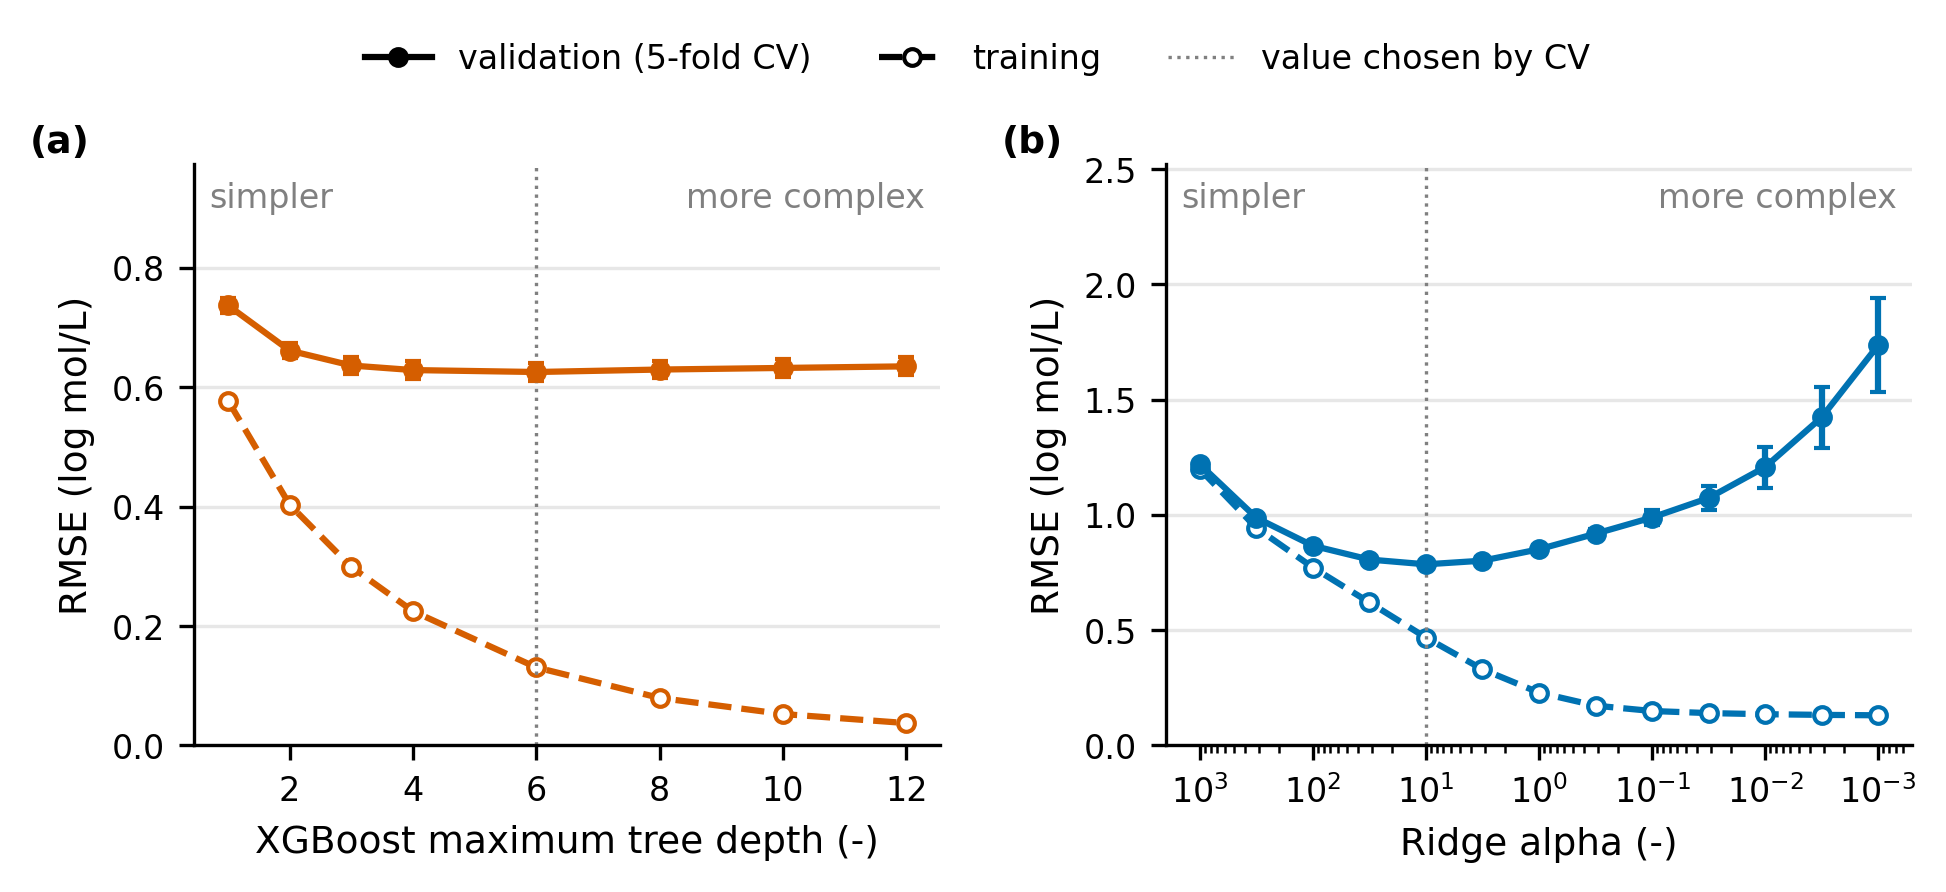 validation (5-fold CV) training value chosen by CV
(a)
simpler more complex
0.8
0.6
0.4
0.2
0.0
RMSE (log mol/L)
2 4 6 8 10 12
XGBoost maximum tree depth (-)
(b)
simpler more complex
2.5
2.0
1.5
1.0
0.5
0.0
RMSE (log mol/L)
10³ 10² 10¹ 10⁰ 10⁻¹ 10⁻² 10⁻³
Ridge alpha (-)